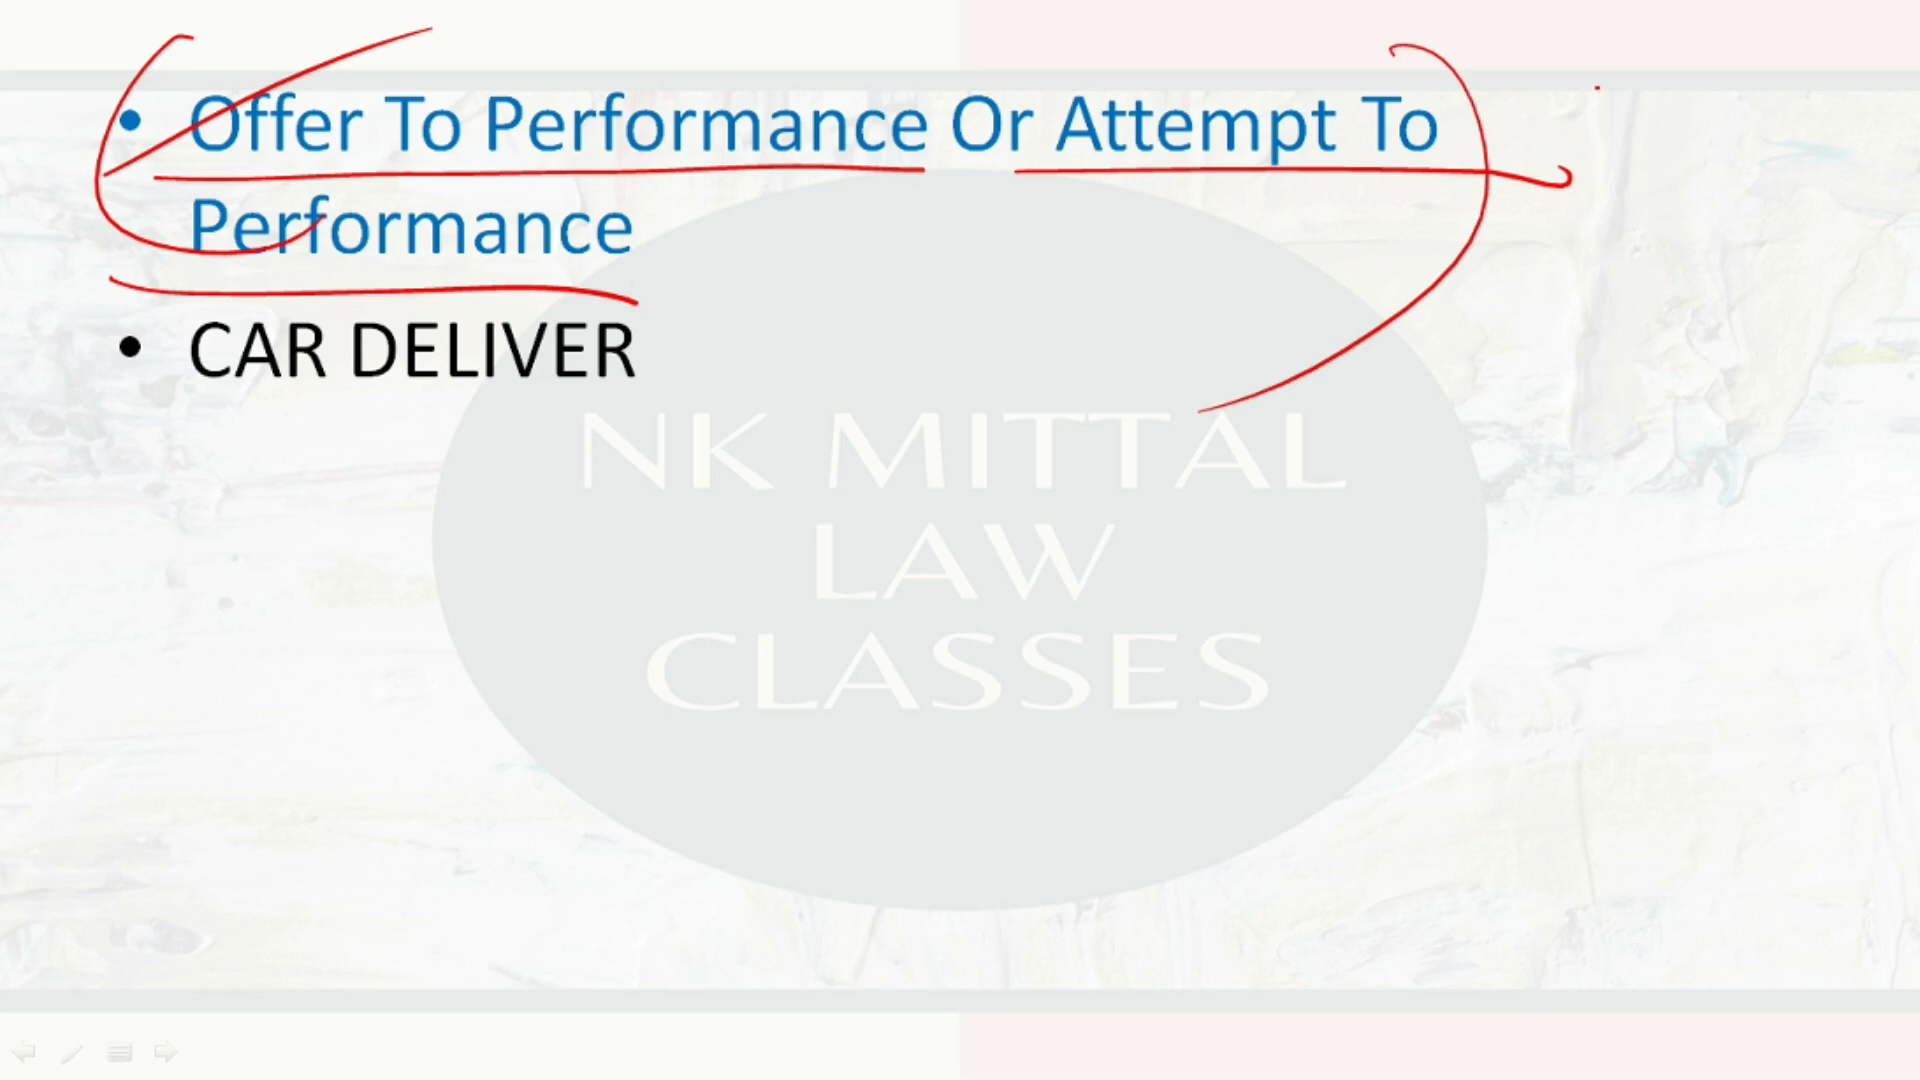 • Offer To Performance Or Attempt To
Performance
• CAR DELIVER
NK MITTAL
LAW
CLASSES